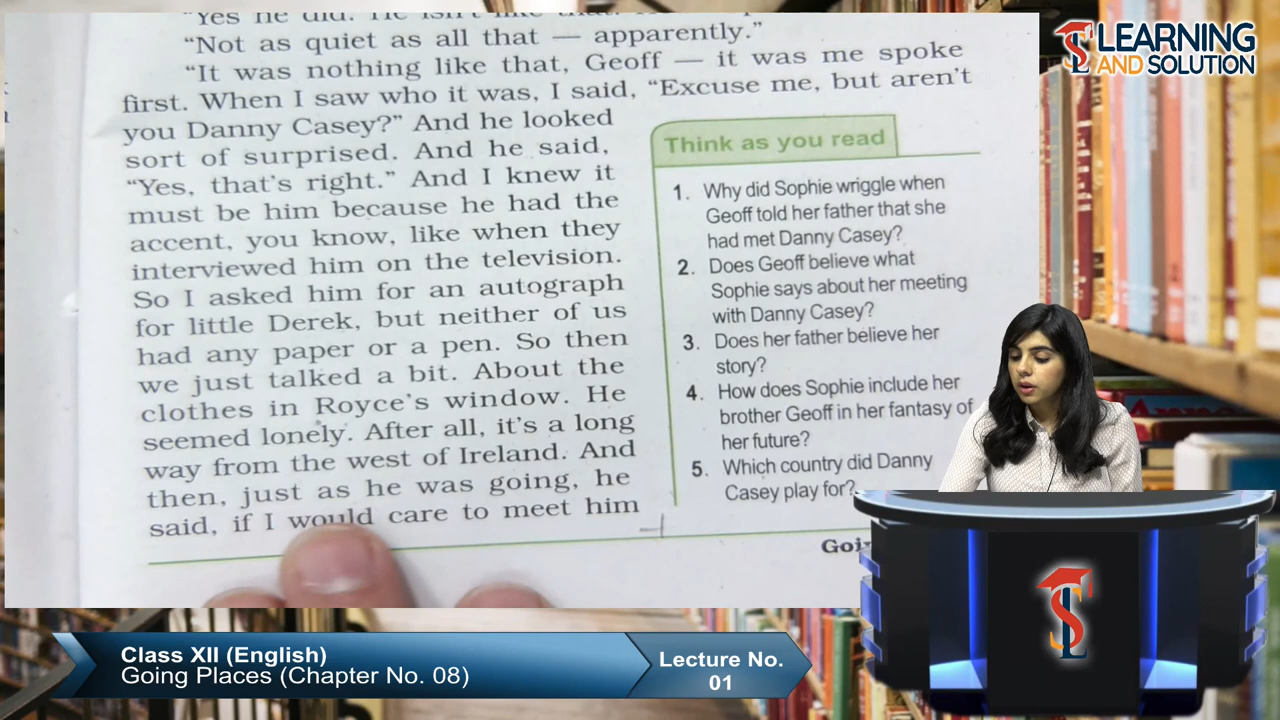 "Yes he did. He isn't like that.
"Not as quiet as all that — apparently."
"It was nothing like that, Geoff — it was me spoke
first. When I saw who it was, I said, "Excuse me, but aren't
you Danny Casey?" And he looked
sort of surprised. And he said,
"Yes, that's right." And I knew it
must be him because he had the
accent, you know, like when they
interviewed him on the television.
So I asked him for an autograph
for little Derek, but neither of us
had any paper or a pen. So then
we just talked a bit. About the
clothes in Royce's window. He
seemed lonely. After all, it's a long
way from the west of Ireland. And
then, just as he was going, he
said, if I would care to meet him
Think as you read
1. Why did Sophie wriggle when
Geoff told her father that she
had met Danny Casey?
2. Does Geoff believe what
Sophie says about her meeting
with Danny Casey?
3. Does her father believe her
story?
4. How does Sophie include her
brother Geoff in her fantasy of
her future?
5. Which country did Danny
Casey play for?
LEARNING
AND SOLUTION
Class XII (English)
Going Places (Chapter No. 08)
Lecture No.
01